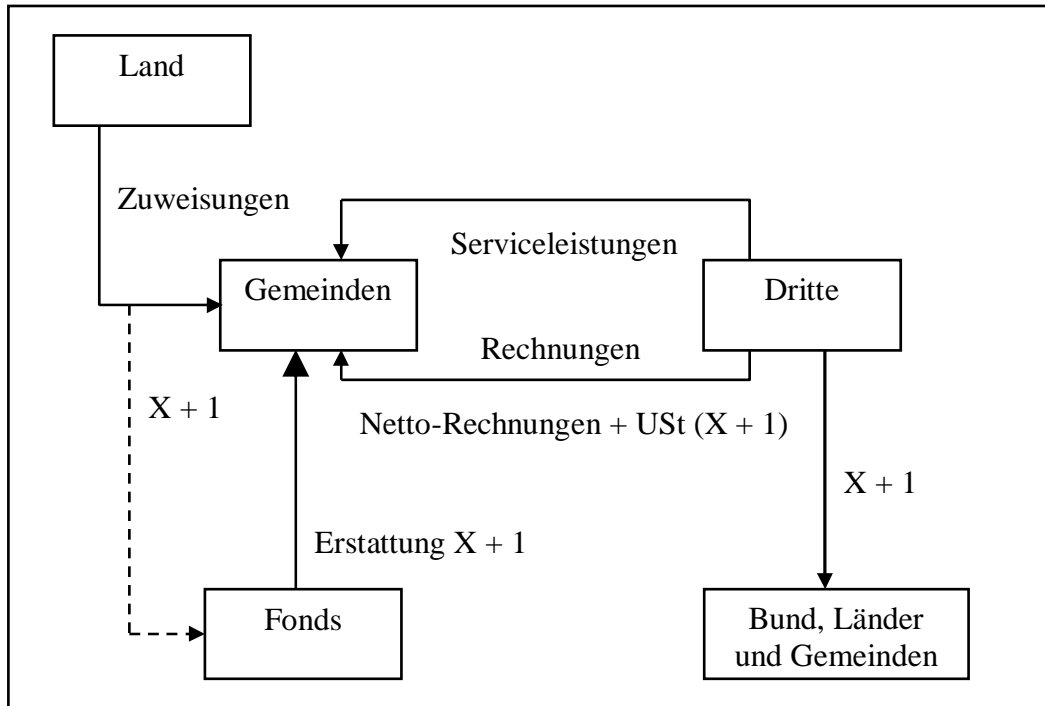 Land
Zuweisungen
Serviceleistungen
Gemeinden
Dritte
Rechnungen
X + 1
Netto-Rechnungen + USt (X + 1)
X + 1
Erstattung X + 1
Fonds
Bund, Länder
und Gemeinden